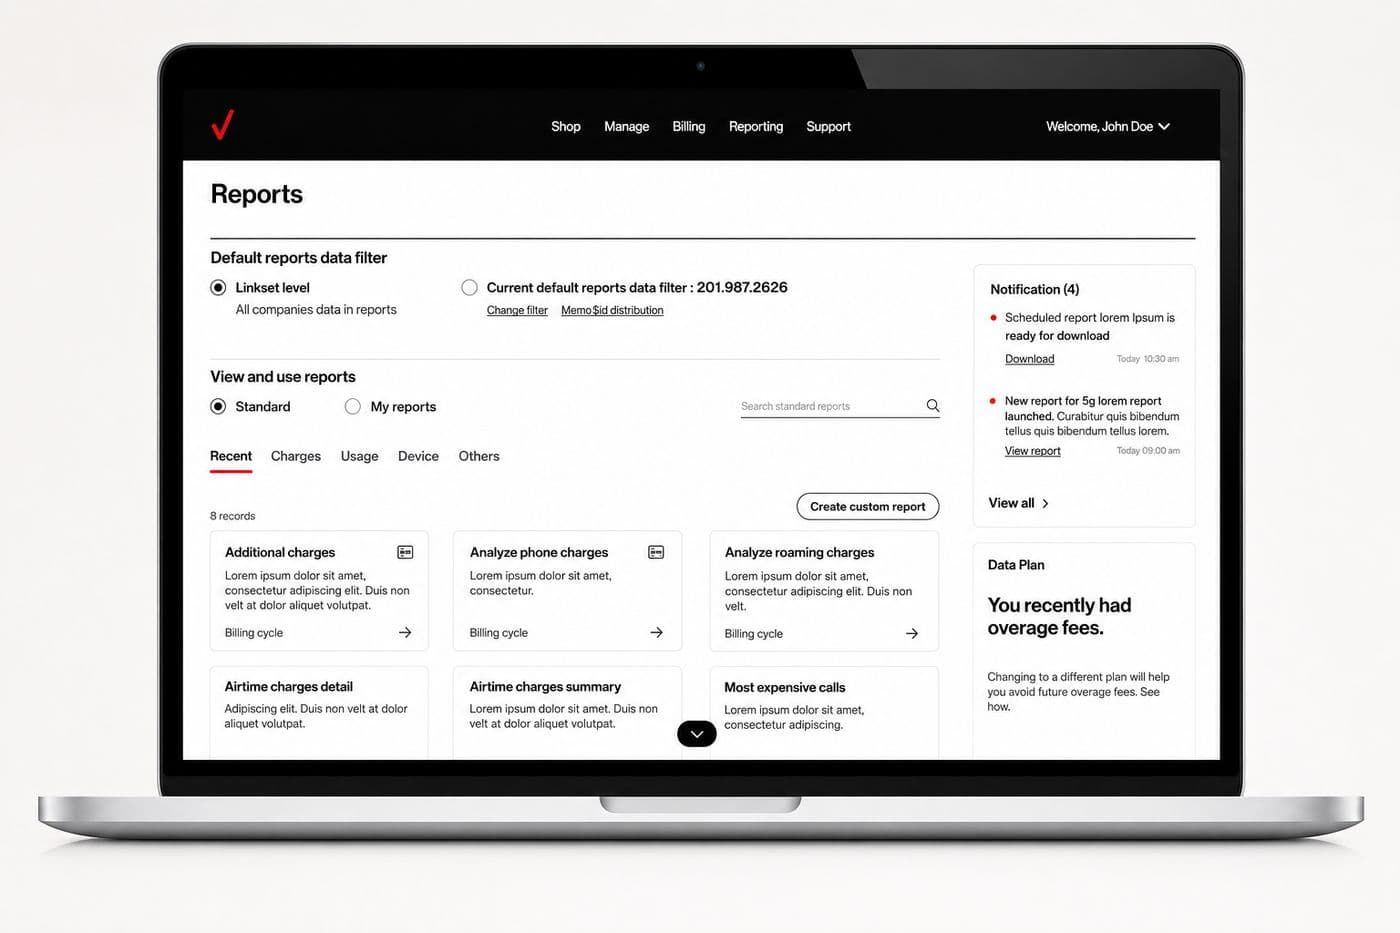 Shop Manage Billing Reporting Support Welcome, John Doe
Reports
Default reports data filter
Linkset level
All companies data in reports
Current default reports data filter : 201.987.2626
Change filter Memo$id distribution
View and use reports
Standard My reports
Search standard reports
Recent Charges Usage Device Others
8 records
Create custom report
Additional charges
Lorem ipsum dolor sit amet,
consectetur adipiscing elit. Duis non
velt at dolor aliquet volutpat.
Billing cycle
Analyze phone charges
Lorem ipsum dolor sit amet,
consectetur.
Billing cycle
Analyze roaming charges
Lorem ipsum dolor sit amet,
consectetur adipiscing elit. Duis non
velt.
Billing cycle
Airtime charges detail
Adipiscing elit. Duis non velt at dolor
aliquet volutpat.
Airtime charges summary
Lorem ipsum dolor sit amet. Duis non
velt at dolor aliquet volutpat.
Most expensive calls
Lorem ipsum dolor sit amet,
consectetur adipiscing.
Notification (4)
Scheduled report lorem Ipsum is
ready for download
Download Today 10:30 am
New report for 5g lorem report
launched. Curabitur quis bibendum
tellus quis bibendum tellus lorem.
View report Today 09.00 am
View all
Data Plan
You recently had
overage fees.
Changing to a different plan will help
you avoid future overage fees. See
how.